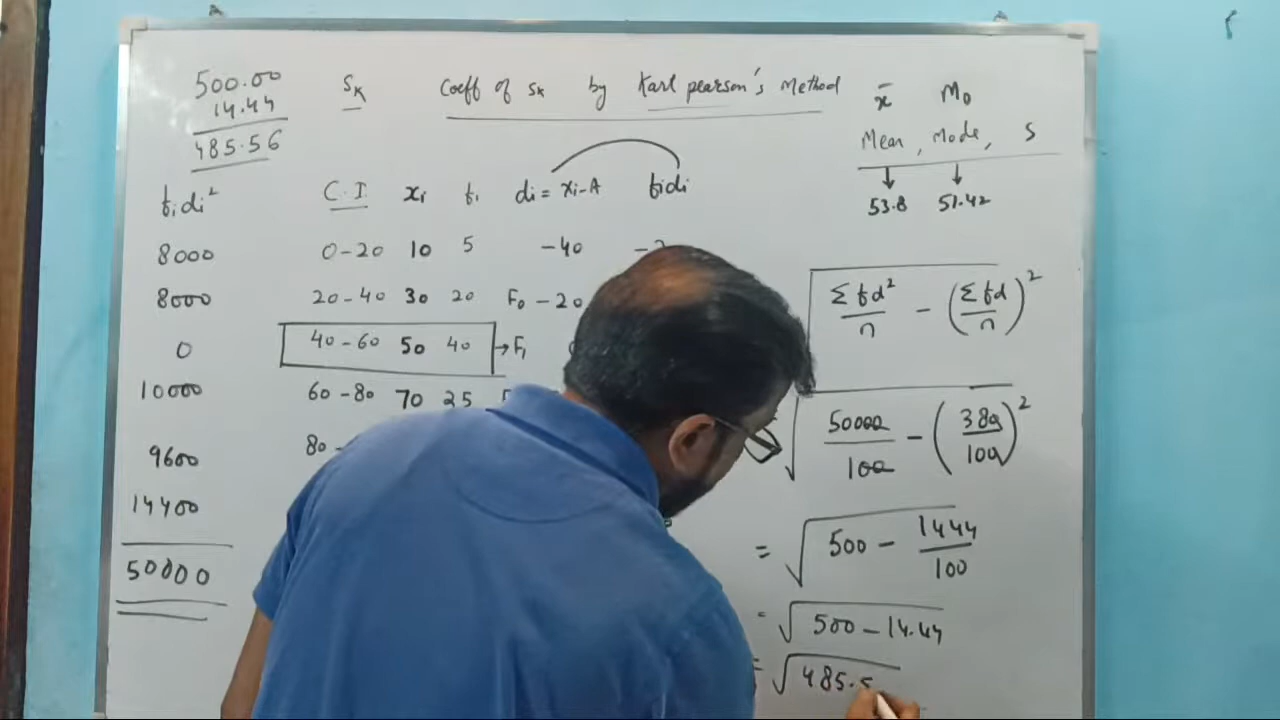 500.00
14.44
485.56
Sk
Coeff of Sk by Karl pearson's Method
x̄ M₀
Mean, Mode, S
53.8 51.42
fidi² C.I. xi fi di = xi-A fidi
8000 0-20 10 5 -40
8000 20-40 30 20 F₀ -20
0 40-60 50 40 → F₁
10000 60-80 70 25
9600 80-
14400
50000
Σfd²/n - (Σfd/n)²
√ 50000/100 - (380/100)²
= √ 500 - 1444/100
= √ 500 - 14.44
= √ 485.5